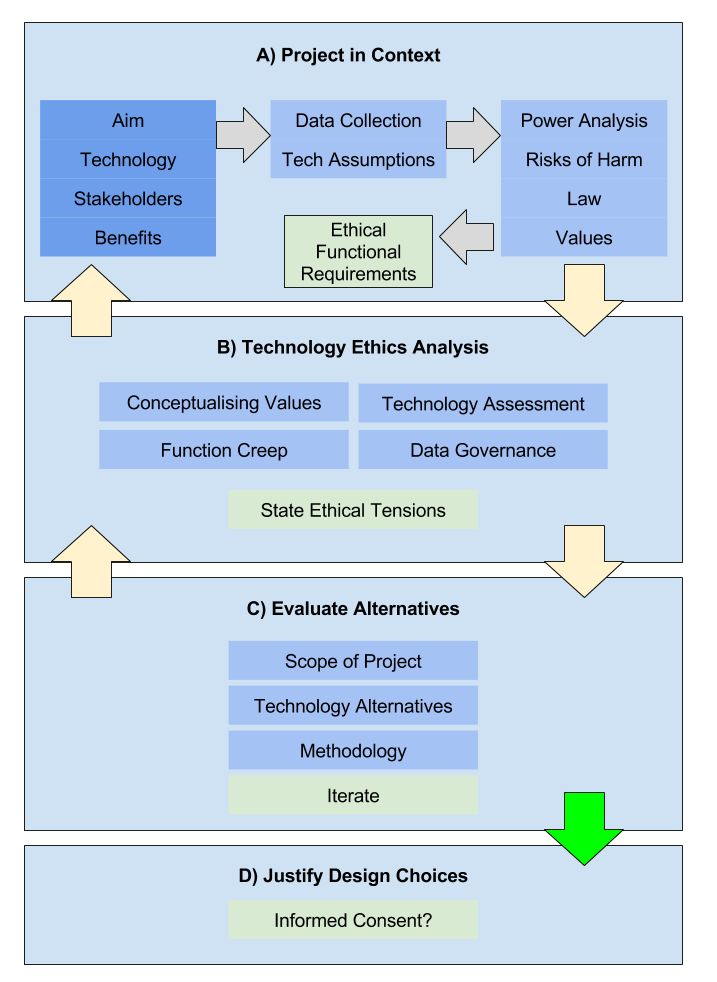 A) Project in Context
Aim
Technology
Stakeholders
Benefits
Data Collection
Tech Assumptions
Power Analysis
Risks of Harm
Law
Values
Ethical
Functional
Requirements
B) Technology Ethics Analysis
Conceptualising Values
Technology Assessment
Function Creep
Data Governance
State Ethical Tensions
C) Evaluate Alternatives
Scope of Project
Technology Alternatives
Methodology
Iterate
D) Justify Design Choices
Informed Consent?